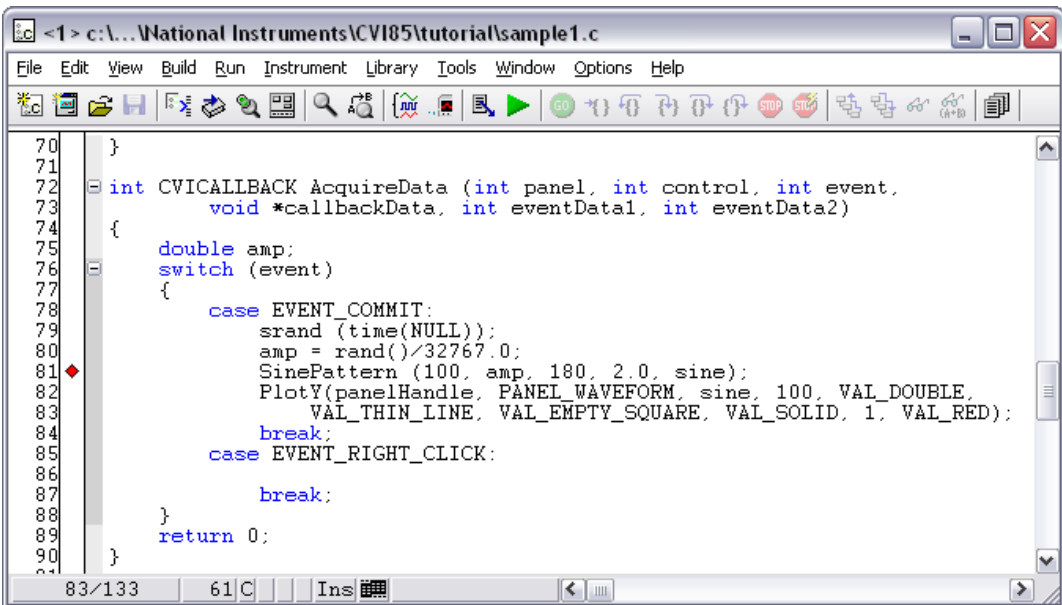 <1> c:\...\National Instruments\CVI85\tutorial\sample1.c
File Edit View Build Run Instrument Library Tools Window Options Help
GO STOP STOP (A+B)
70 }
71
72 int CVICALLBACK AcquireData (int panel, int control, int event,
73 void *callbackData, int eventData1, int eventData2)
74 {
75 double amp;
76 switch (event)
77 {
78 case EVENT_COMMIT:
79 srand (time(NULL));
80 amp = rand()/32767.0;
81 SinePattern (100, amp, 180, 2.0, sine);
82 PlotY(panelHandle, PANEL_WAVEFORM, sine, 100, VAL_DOUBLE,
83 VAL_THIN_LINE, VAL_EMPTY_SQUARE, VAL_SOLID, 1, VAL_RED);
84 break;
85 case EVENT_RIGHT_CLICK:
86
87 break;
88 }
89 return 0;
90 }
83/133 61 C Ins